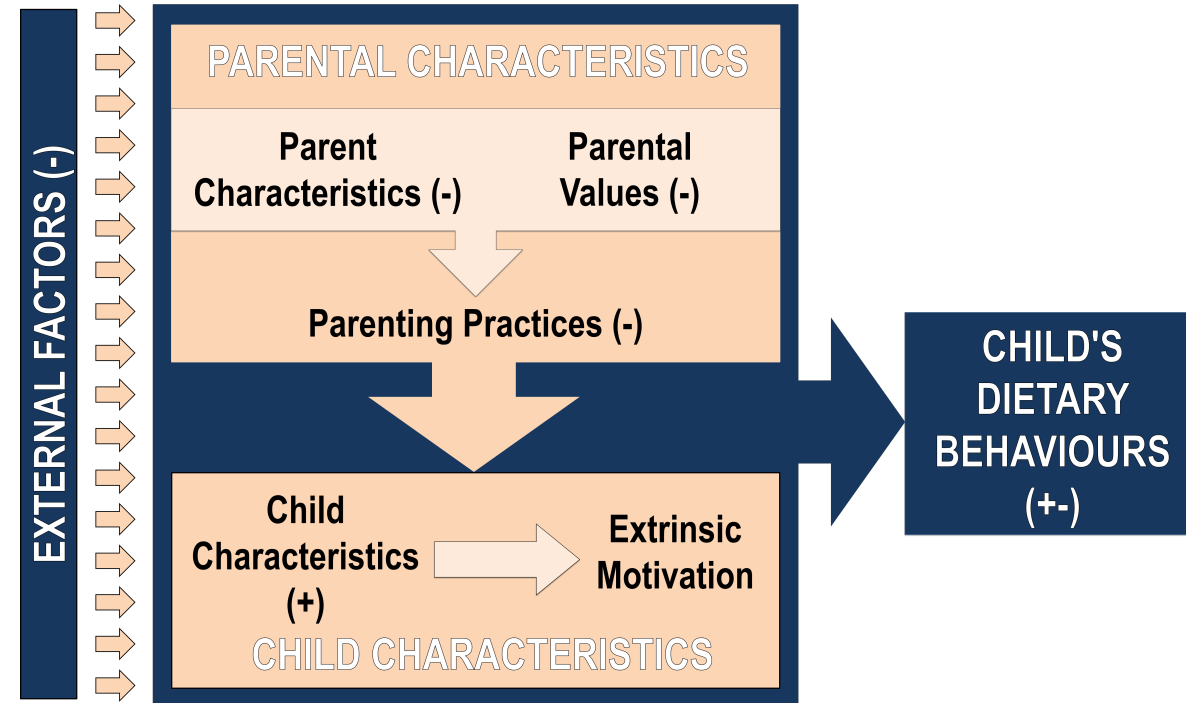 EXTERNAL FACTORS (-)
PARENTAL CHARACTERISTICS
Parent
Characteristics (-)
Parental
Values (-)
Parenting Practices (-)
Child
Characteristics
(+)
Extrinsic
Motivation
CHILD CHARACTERISTICS
CHILD'S
DIETARY
BEHAVIOURS
(+-)